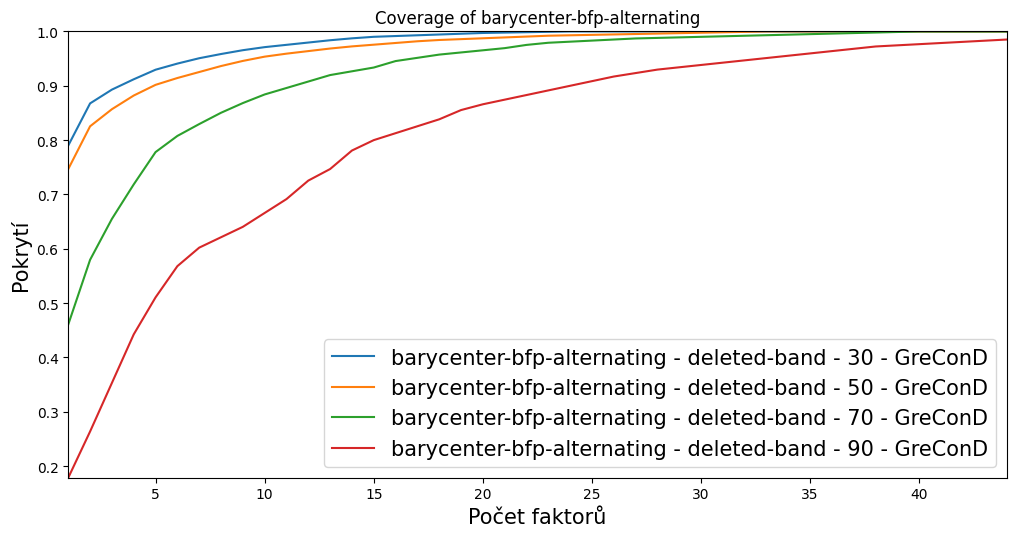 Coverage of barycenter-bfp-alternating
1.0
0.9
0.8
0.7
0.6
0.5
0.4
0.3
0.2
Pokrytí
barycenter-bfp-alternating - deleted-band - 30 - GreConD
barycenter-bfp-alternating - deleted-band - 50 - GreConD
barycenter-bfp-alternating - deleted-band - 70 - GreConD
barycenter-bfp-alternating - deleted-band - 90 - GreConD
5 10 15 20 25 30 35 40
Počet faktorů